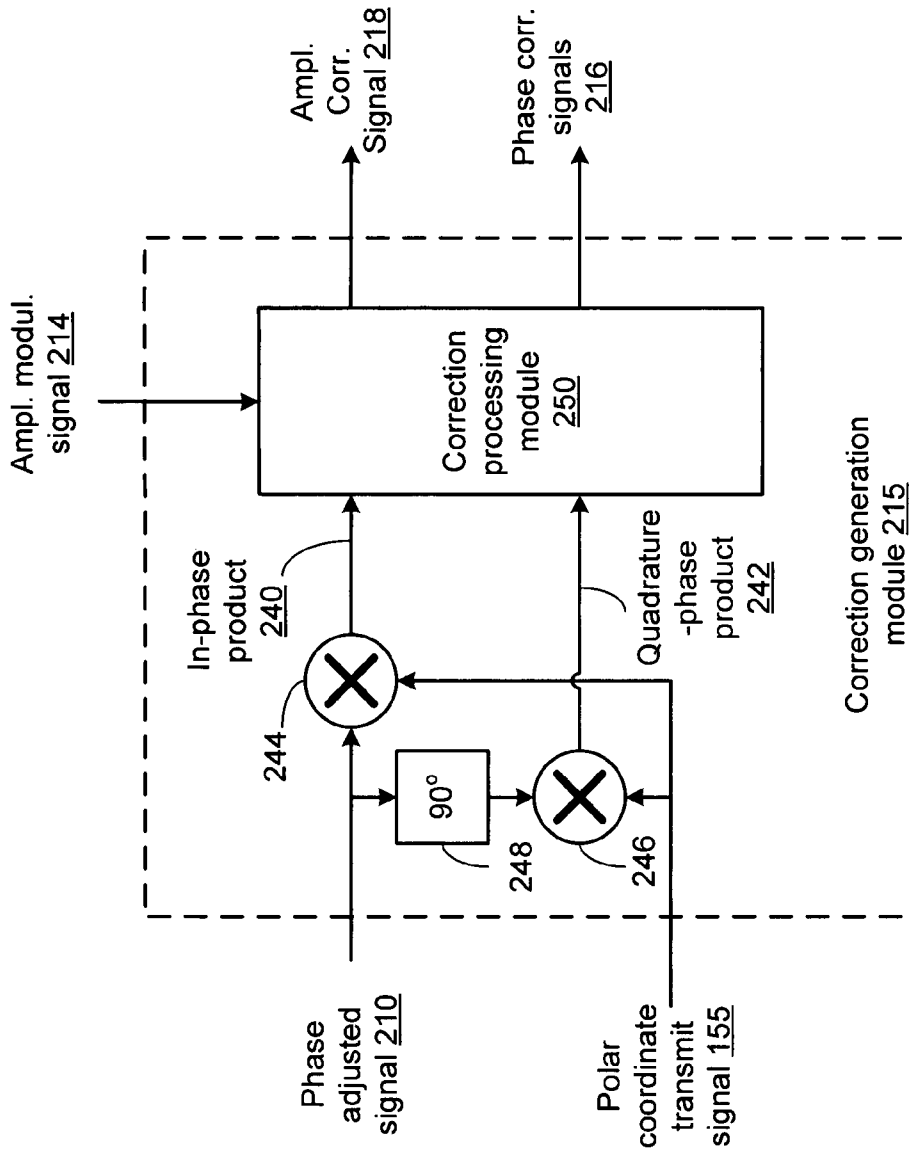 Phase
adjusted
signal 210
Polar
coordinate
transmit
signal 155
244
90°
248
246
In-phase
product
240
Quadrature
-phase
product
242
Ampl. modul.
signal 214
Correction
processing
module
250
Correction generation
module 215
Ampl.
Corr.
Signal 218
Phase corr.
signals
216